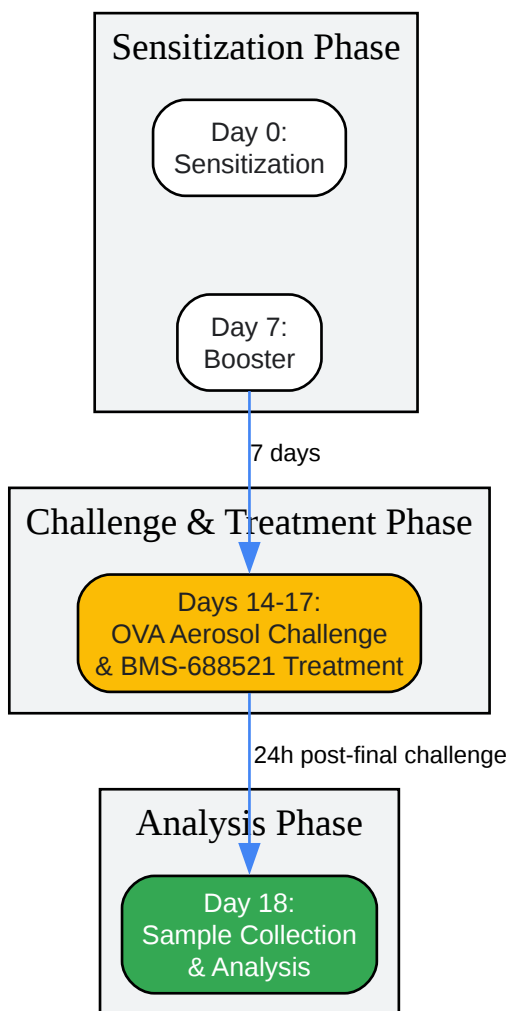 Sensitization Phase
Day 0:
Sensitization
Day 7:
Booster
7 days
Challenge & Treatment Phase
Days 14-17:
OVA Aerosol Challenge
& BMS-688521 Treatment
24h post-final challenge
Analysis Phase
Day 18:
Sample Collection
& Analysis